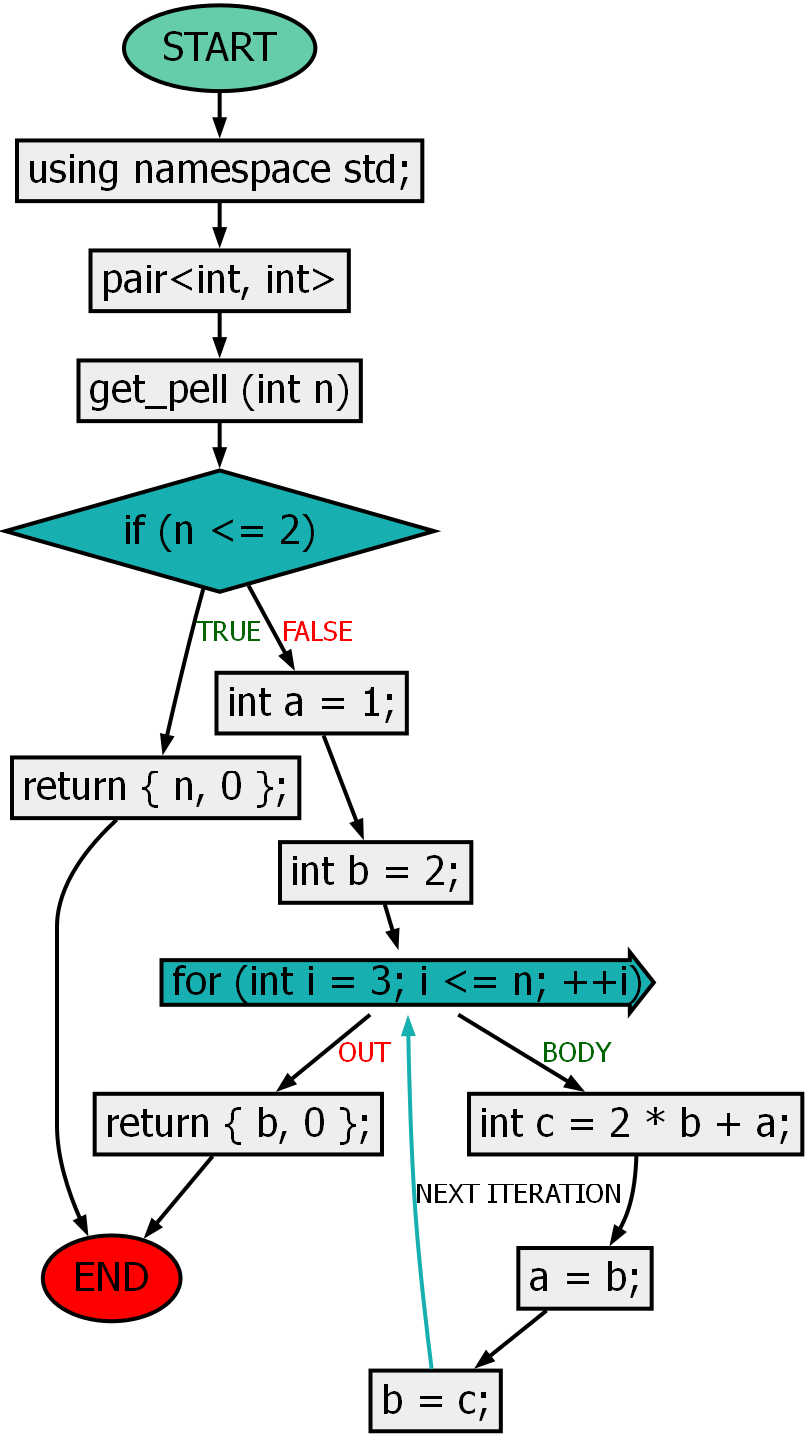 START
using namespace std;
pair<int, int>
get_pell (int n)
if (n <= 2)
TRUE
FALSE
int a = 1;
return { n, 0 };
int b = 2;
for (int i = 3; i <= n; ++i)
OUT
BODY
return { b, 0 };
int c = 2 * b + a;
NEXT ITERATION
END
a = b;
b = c;